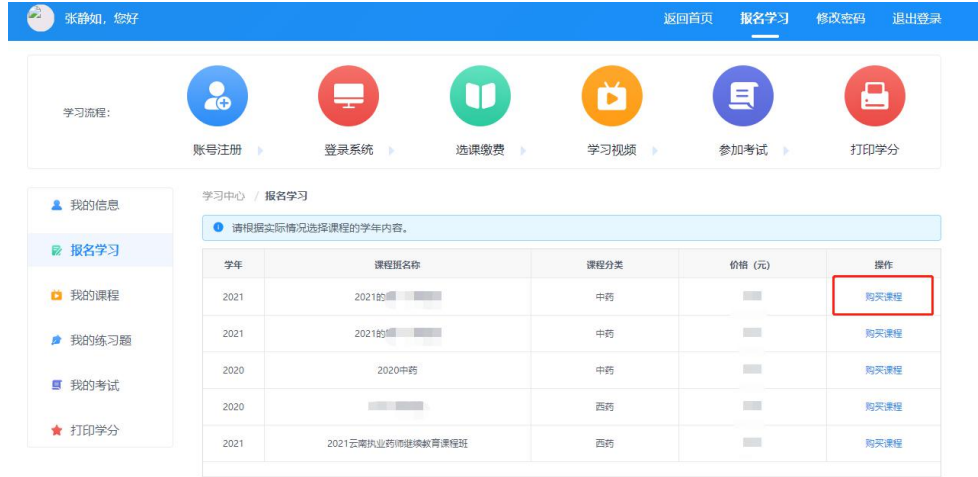 张静如，您好 返回首页 报名学习 修改密码 退出登录
学习流程：
账号注册 登录系统 选课缴费 学习视频 参加考试 打印学分
我的信息
报名学习
我的课程
我的练习题
我的考试
打印学分
学习中心 / 报名学习
请根据实际情况选择课程的学年内容。
学年 课程班名称 课程分类 价格（元） 操作
2021 2021的 中药 购买课程
2021 2021的 中药 购买课程
2020 2020中药 中药 购买课程
2020 西药 购买课程
2021 2021云南执业药师继续教育课程班 西药 购买课程